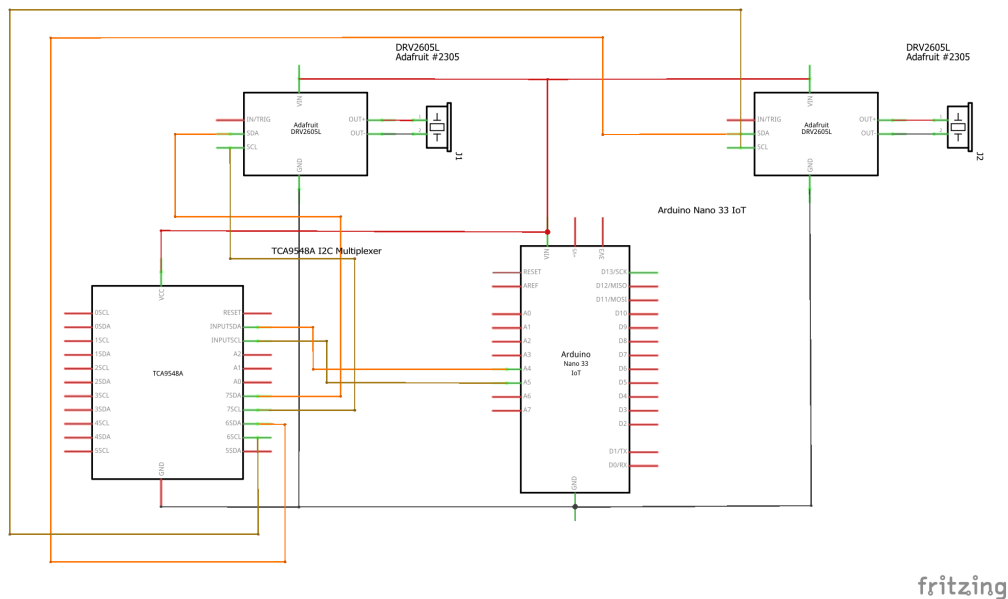 DRV2605L
Adafruit #2305
DRV2605L
Adafruit #2305
VIN
IN/TRIG
SDA
SCL
Adafruit
DRV2605L
OUT+
OUT-
GND
1
2
J1
VIN
IN/TRIG
SDA
SCL
Adafruit
DRV2605L
OUT+
OUT-
GND
1
2
J2
Arduino Nano 33 IoT
TCA9548A I2C Multiplexer
VCC
0SCL
0SDA
1SCL
1SDA
2SCL
2SDA
3SCL
3SDA
4SCL
4SDA
5SCL
TCA9548A
RESET
INPUTSDA
INPUTSCL
A2
A1
A0
7SDA
7SCL
6SDA
6SCL
5SDA
GND
VIN
+5
3V3
RESET
AREF
A0
A1
A2
A3
A4
A5
A6
A7
Arduino
Nano 33
IoT
D13/SCK
D12/MISO
D11/MOSI
D10
D9
D8
D7
D6
D5
D4
D3
D2
D1/TX
D0/RX
GND
fritzing